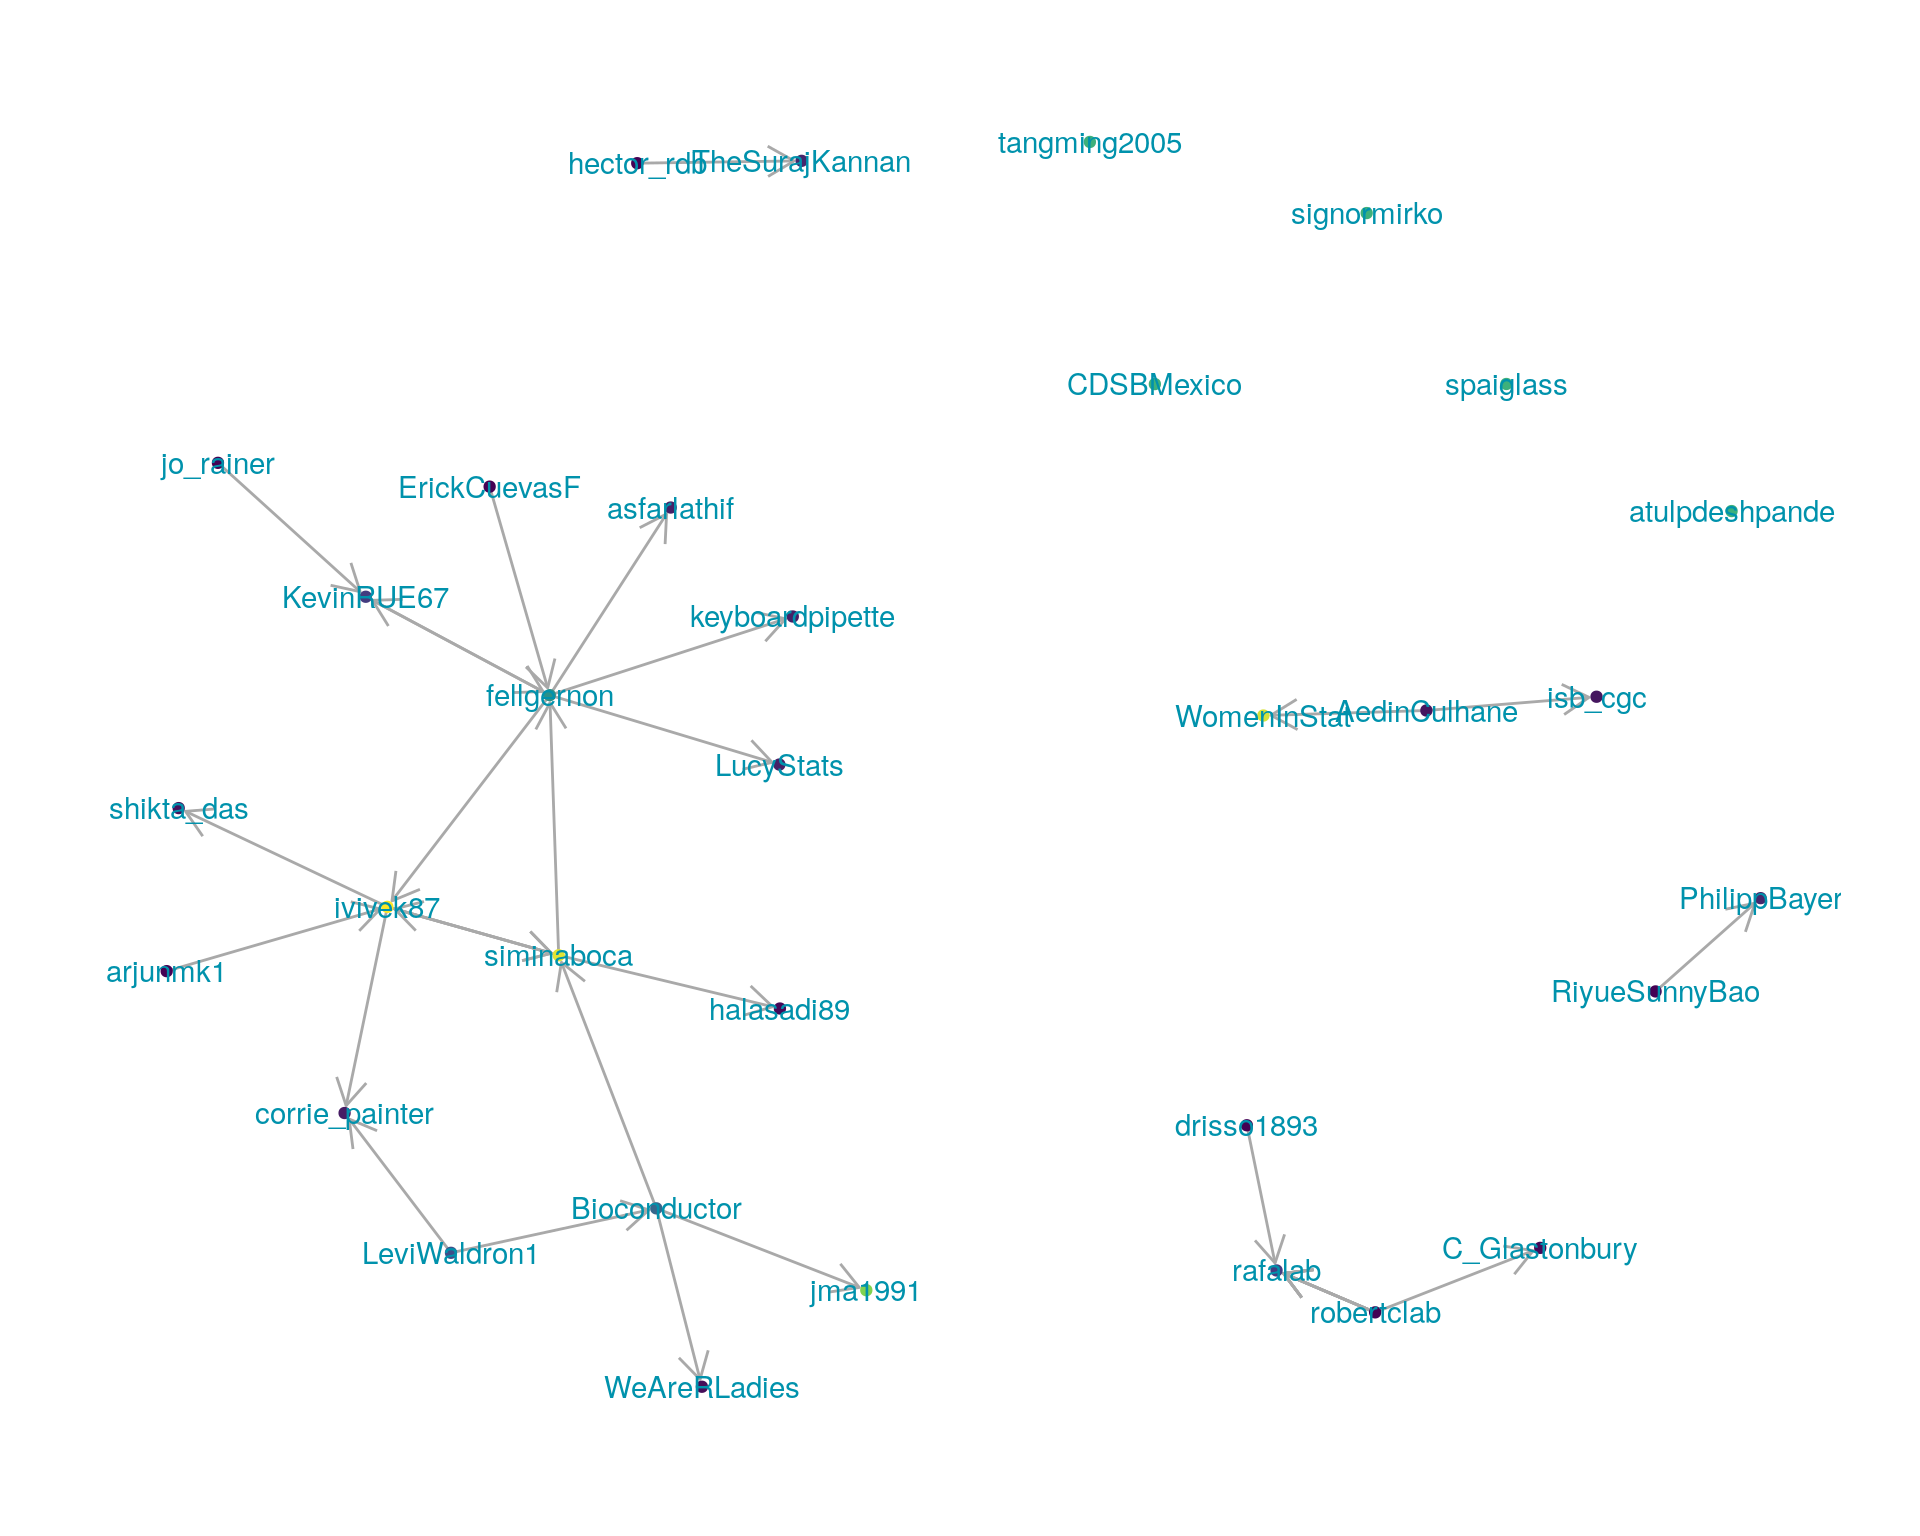 tangming2005
hector_rdb
TheSurajKannan
signormirko
CDSBMexico
spaiglass
jo_rainer
ErickCuevasF
asfarlathif
atulpdeshpande
KevinRUE67
keyboardpipette
fellgernon
isb_cgc
WomenInStat
AedinCulhane
LucyStats
shikta_das
PhilippBayer
ivivek87
siminaboca
arjunmk1
RiyueSunnyBao
halasadi89
corrie_painter
drisso1893
Bioconductor
LeviWaldron1
C_Glastonbury
rafalab
jma1991
robertclab
WeAreRLadies